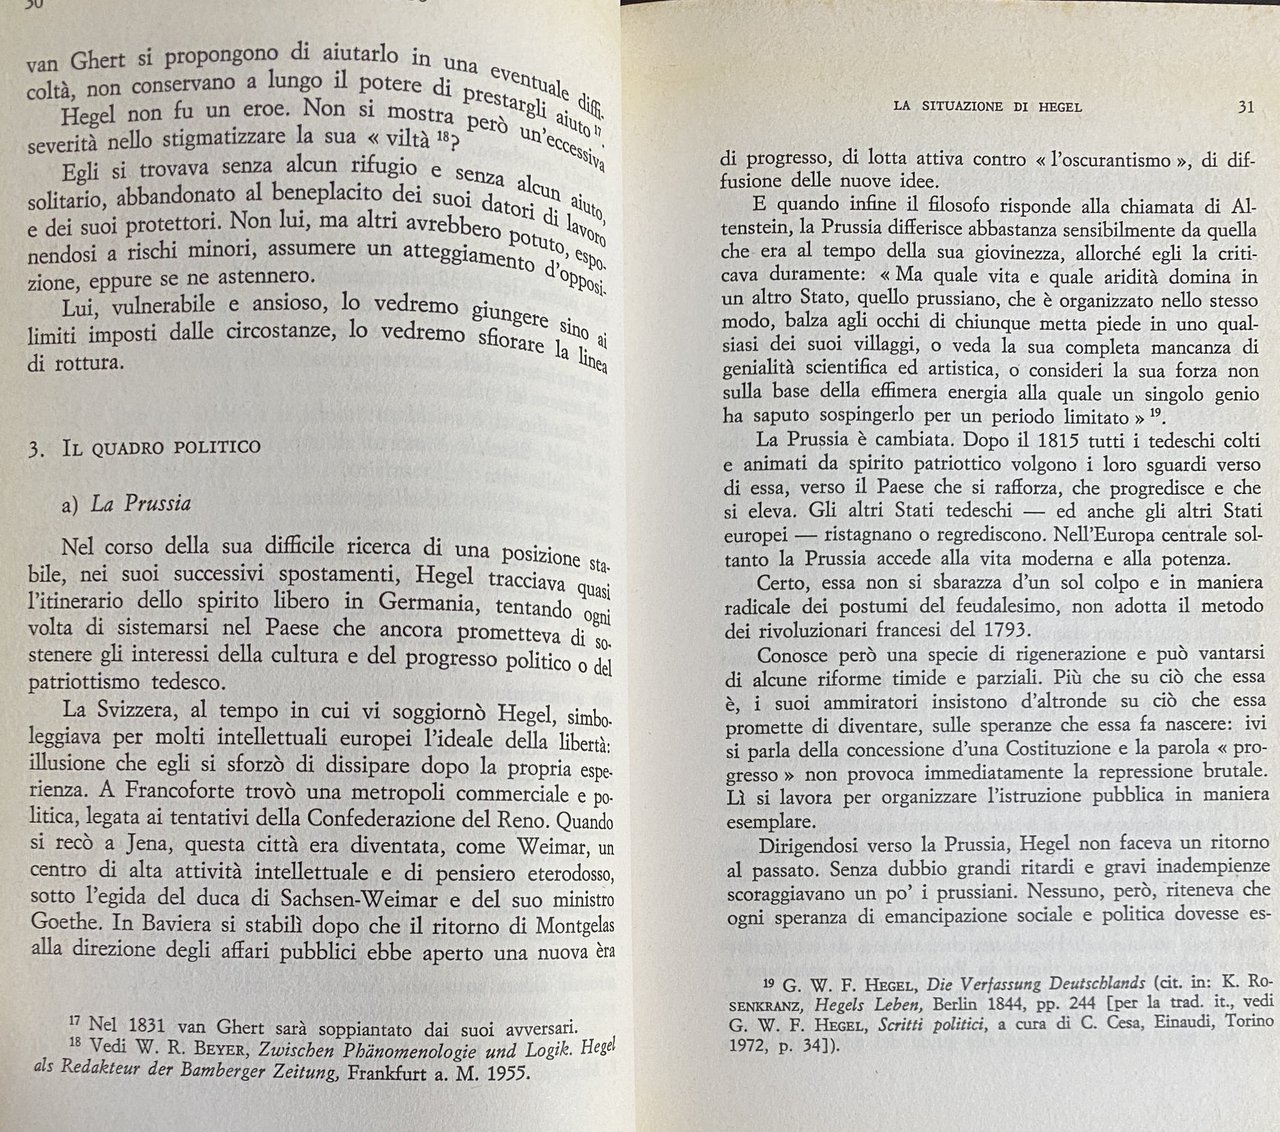 30
van Ghert si propongono di aiutarlo in una eventuale diffi-
coltà, non conservano a lungo il potere di prestargli aiuto 17.
Hegel non fu un eroe. Non si mostra però un'eccessiva
severità nello stigmatizzare la sua « viltà 18?
Egli si trovava senza alcun rifugio e senza alcun aiuto,
solitario, abbandonato al beneplacito dei suoi datori di lavoro
e dei suoi protettori. Non lui, ma altri avrebbero potuto, espo-
nendosi a rischi minori, assumere un atteggiamento d'opposi-
zione, eppure se ne astennero.
Lui, vulnerabile e ansioso, lo vedremo giungere sino ai
limiti imposti dalle circostanze, lo vedremo sfiorare la linea
di rottura.
3. IL QUADRO POLITICO
a) La Prussia
Nel corso della sua difficile ricerca di una posizione sta-
bile, nei suoi successivi spostamenti, Hegel tracciava quasi
l'itinerario dello spirito libero in Germania, tentando ogni
volta di sistemarsi nel Paese che ancora prometteva di so-
stenere gli interessi della cultura e del progresso politico o del
patriottismo tedesco.
La Svizzera, al tempo in cui vi soggiornò Hegel, simbo-
leggiava per molti intellettuali europei l'ideale della libertà:
illusione che egli si sforzò di dissipare dopo la propria espe-
rienza. A Francoforte trovò una metropoli commerciale e po-
litica, legata ai tentativi della Confederazione del Reno. Quando
si recò a Jena, questa città era diventata, come Weimar, un
centro di alta attività intellettuale e di pensiero eterodosso,
sotto l'egida del duca di Sachsen-Weimar e del suo ministro
Goethe. In Baviera si stabilì dopo che il ritorno di Montgelas
alla direzione degli affari pubblici ebbe aperto una nuova èra
17 Nel 1831 van Ghert sarà soppiantato dai suoi avversari.
18 Vedi W. R. BEYER, Zwischen Phänomenologie und Logik. Hegel
als Redakteur der Bamberger Zeitung, Frankfurt a. M. 1955.
LA SITUAZIONE DI HEGEL 31
di progresso, di lotta attiva contro « l'oscurantismo », di dif-
fusione delle nuove idee.
E quando infine il filosofo risponde alla chiamata di Al-
tenstein, la Prussia differisce abbastanza sensibilmente da quella
che era al tempo della sua giovinezza, allorché egli la criti-
cava duramente: « Ma quale vita e quale aridità domina in
un altro Stato, quello prussiano, che è organizzato nello stesso
modo, balza agli occhi di chiunque metta piede in uno qual-
siasi dei suoi villaggi, o veda la sua completa mancanza di
genialità scientifica ed artistica, o consideri la sua forza non
sulla base della effimera energia alla quale un singolo genio
ha saputo sospingerlo per un periodo limitato » 19.
La Prussia è cambiata. Dopo il 1815 tutti i tedeschi colti
e animati da spirito patriottico volgono i loro sguardi verso
di essa, verso il Paese che si rafforza, che progredisce e che
si eleva. Gli altri Stati tedeschi — ed anche gli altri Stati
europei — ristagnano o regrediscono. Nell'Europa centrale sol-
tanto la Prussia accede alla vita moderna e alla potenza.
Certo, essa non si sbarazza d'un sol colpo e in maniera
radicale dei postumi del feudalesimo, non adotta il metodo
dei rivoluzionari francesi del 1793.
Conosce però una specie di rigenerazione e può vantarsi
di alcune riforme timide e parziali. Più che su ciò che essa
è, i suoi ammiratori insistono d'altronde su ciò che essa
promette di diventare, sulle speranze che essa fa nascere: ivi
si parla della concessione d'una Costituzione e la parola « pro-
gresso » non provoca immediatamente la repressione brutale.
Lì si lavora per organizzare l'istruzione pubblica in maniera
esemplare.
Dirigendosi verso la Prussia, Hegel non faceva un ritorno
al passato. Senza dubbio grandi ritardi e gravi inadempienze
scoraggiavano un po' i prussiani. Nessuno, però, riteneva che
ogni speranza di emancipazione sociale e politica dovesse es-
19 G. W. F. HEGEL, Die Verfassung Deutschlands (cit. in: K. RO-
SENKRANZ, Hegels Leben, Berlin 1844, pp. 244 [per la trad. it., vedi
G. W. F. HEGEL, Scritti politici, a cura di C. Cesa, Einaudi, Torino
1972, p. 34]).